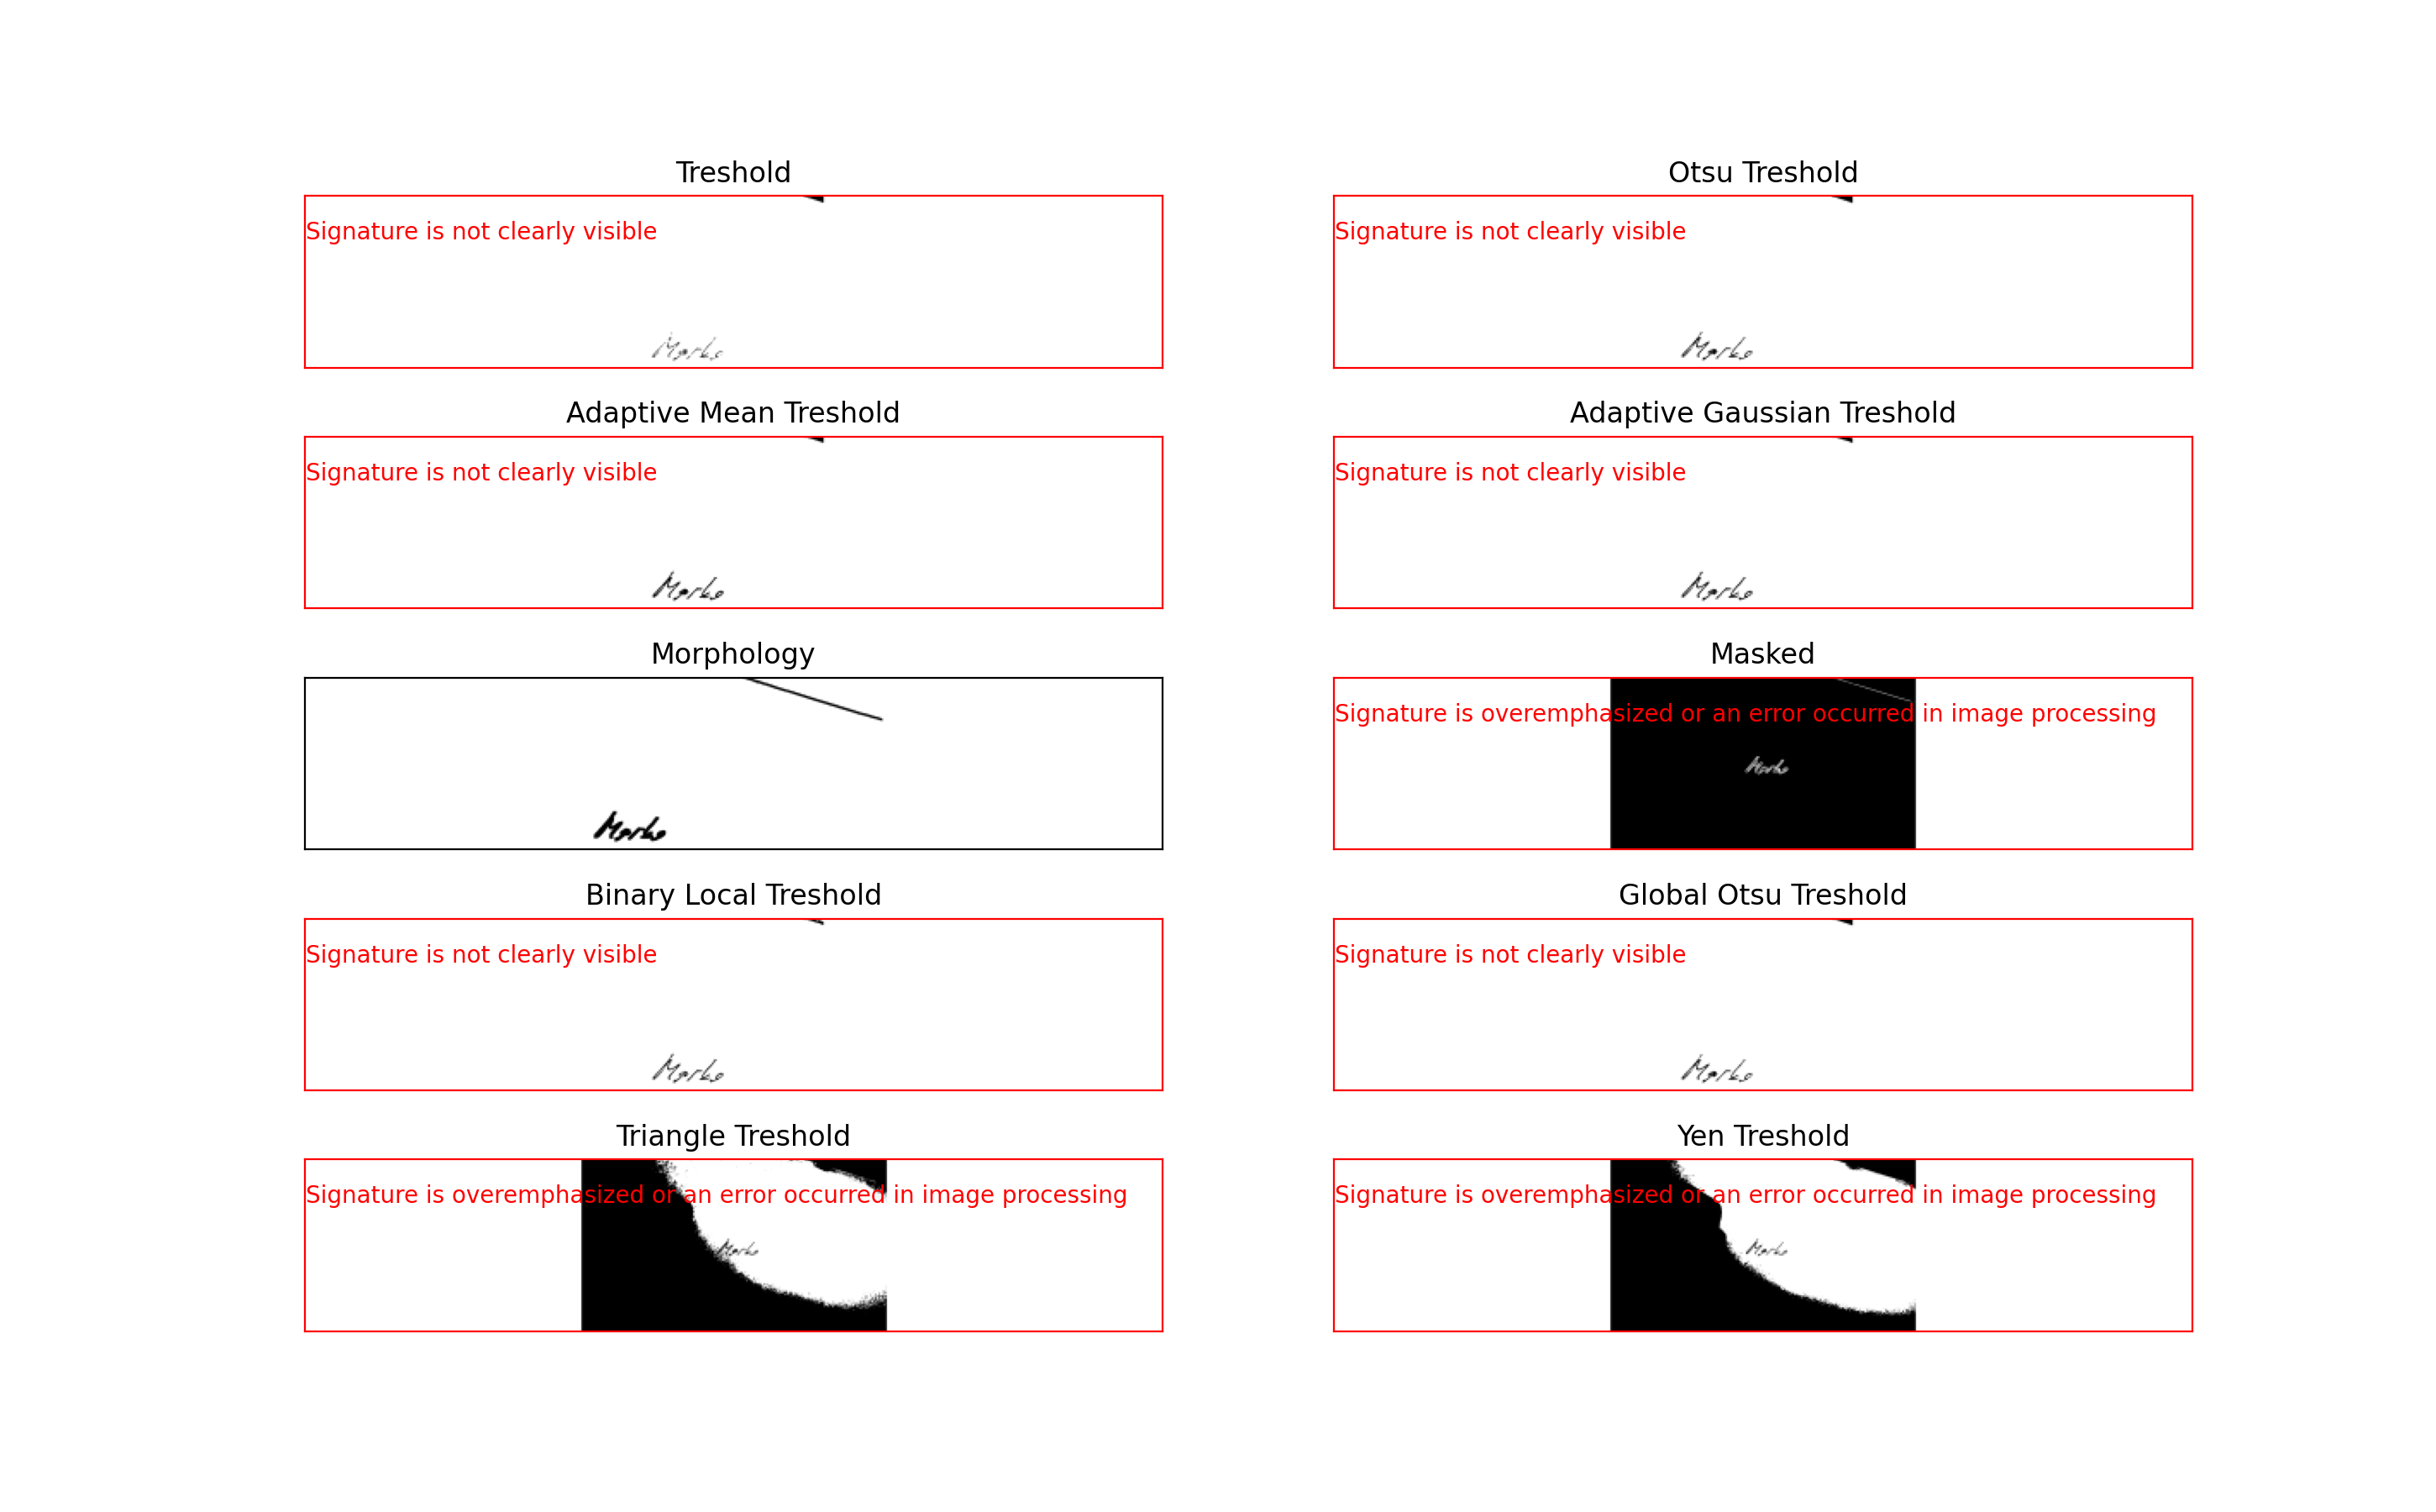 Treshold
Signature is not clearly visible
Marko
Otsu Treshold
Signature is not clearly visible
Marko
Adaptive Mean Treshold
Signature is not clearly visible
Marko
Adaptive Gaussian Treshold
Signature is not clearly visible
Marko
Morphology
Marko
Masked
Signature is overemphasized or an error occurred in image processing
Marko
Binary Local Treshold
Signature is not clearly visible
Marko
Global Otsu Treshold
Signature is not clearly visible
Marko
Triangle Treshold
Signature is overemphasized or an error occurred in image processing
Marko
Yen Treshold
Signature is overemphasized or an error occurred in image processing
Marko